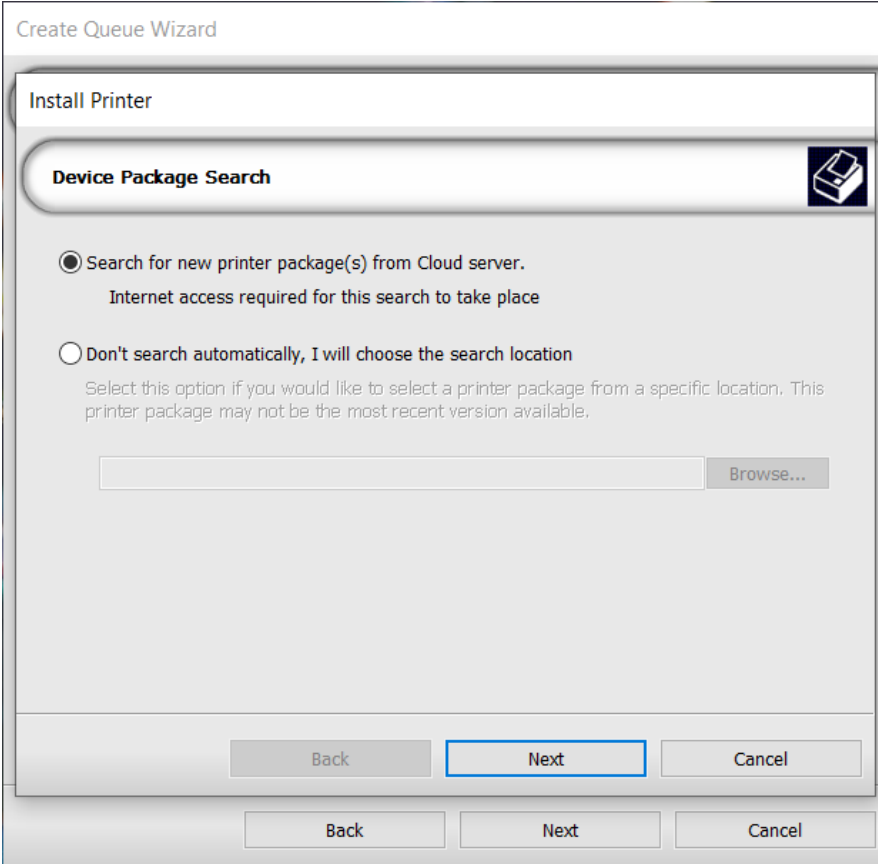 Create Queue Wizard
Install Printer
Device Package Search
Search for new printer package(s) from Cloud server.
Internet access required for this search to take place
Don't search automatically, I will choose the search location
Select this option if you would like to select a printer package from a specific location. This
printer package may not be the most recent version available.
Browse...
Back Next Cancel
Back Next Cancel